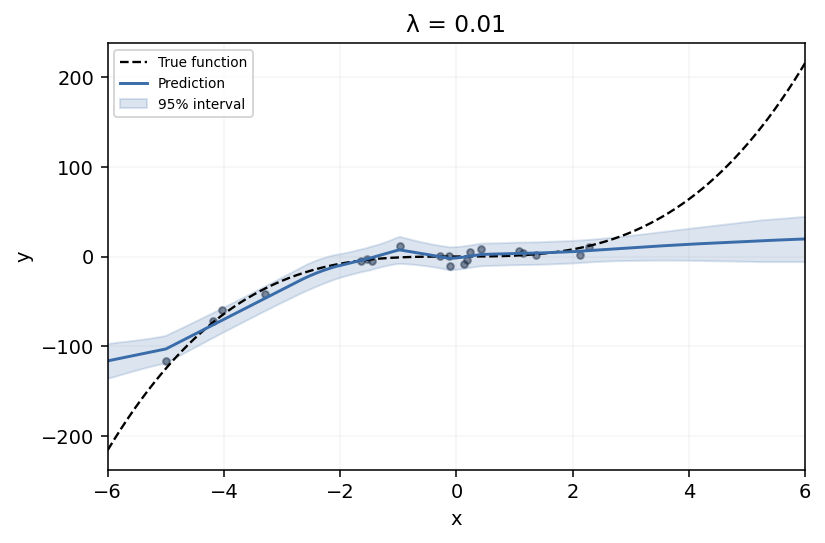 λ = 0.01
True function
Prediction
95% interval
200
100
0
−100
−200
y
−6 −4 −2 0 2 4 6
x